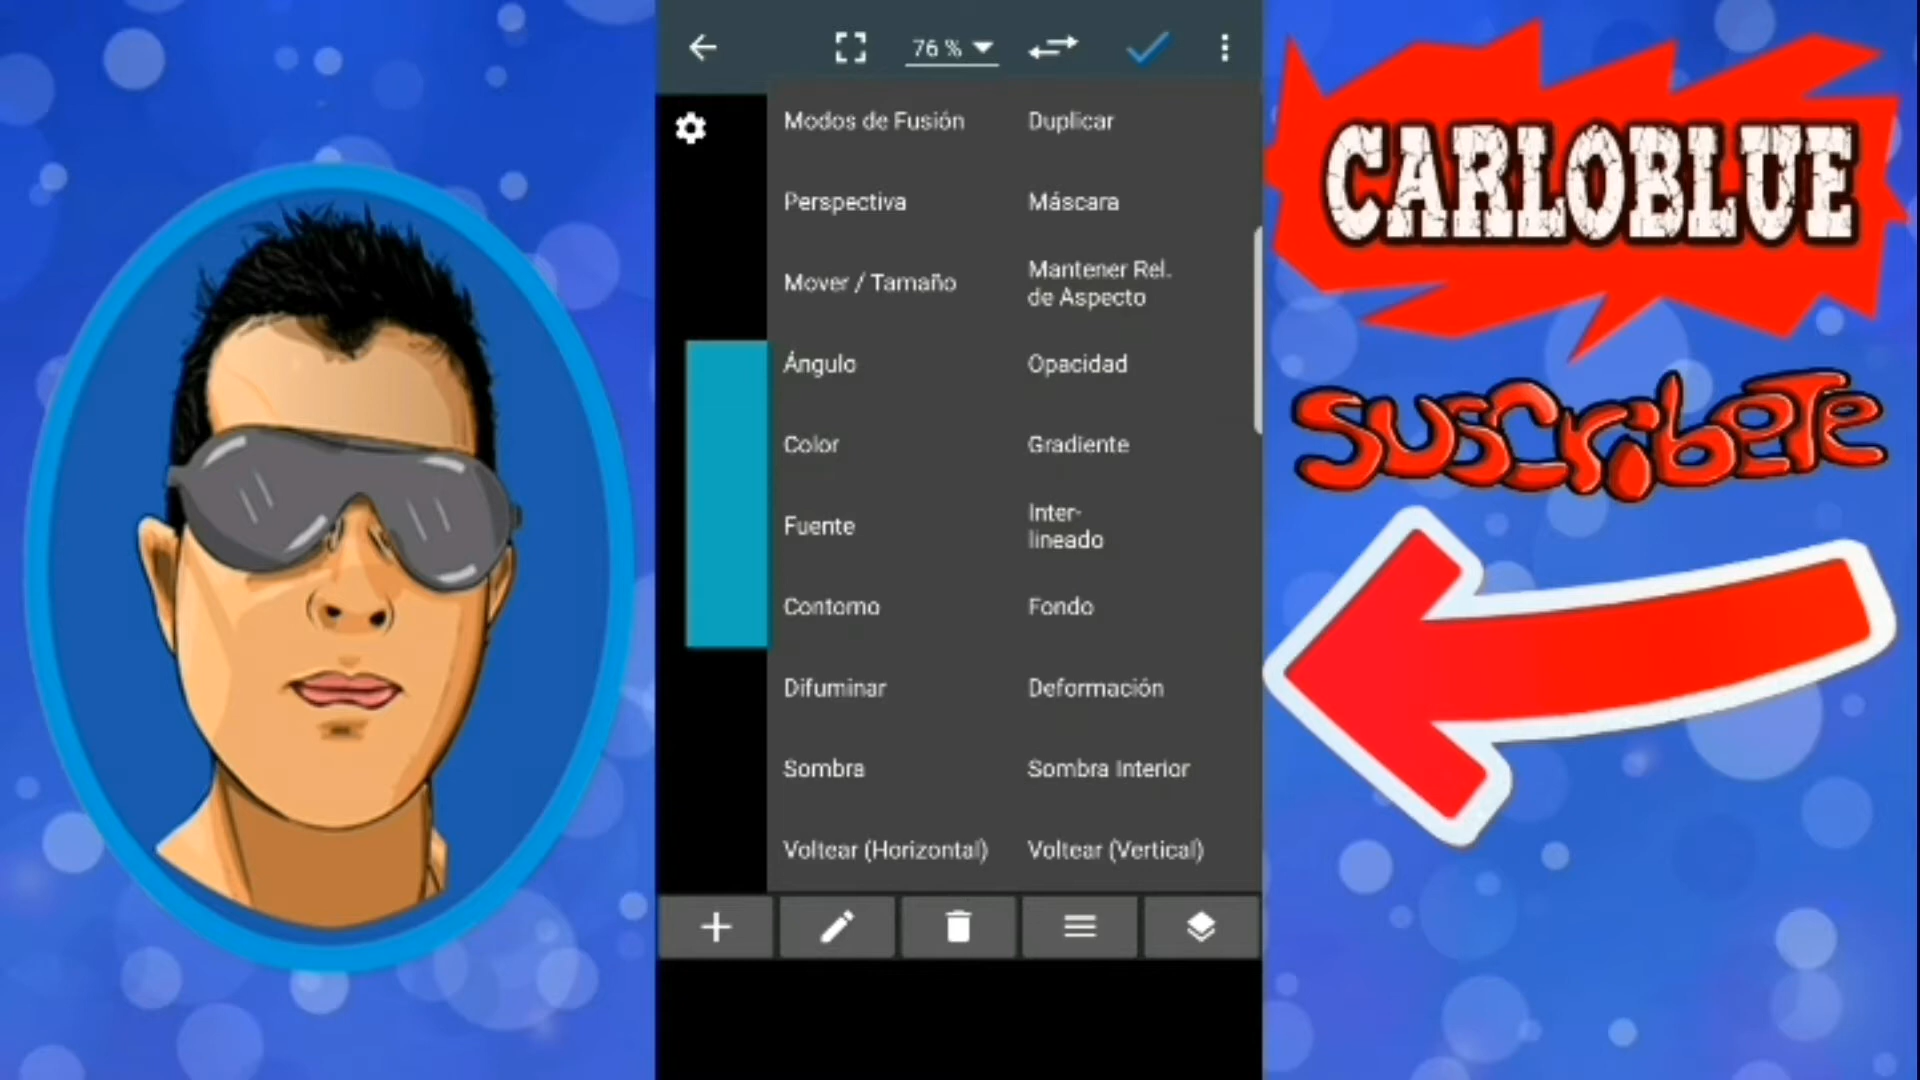 76 %
Modos de Fusión
Duplicar
Perspectiva
Máscara
Mover / Tamaño
Mantener Rel.
de Aspecto
Ángulo
Opacidad
Color
Gradiente
Fuente
Inter-
lineado
Contorno
Fondo
Difuminar
Deformación
Sombra
Sombra Interior
Voltear (Horizontal)
Voltear (Vertical)
CARLOBLUE
suscribete